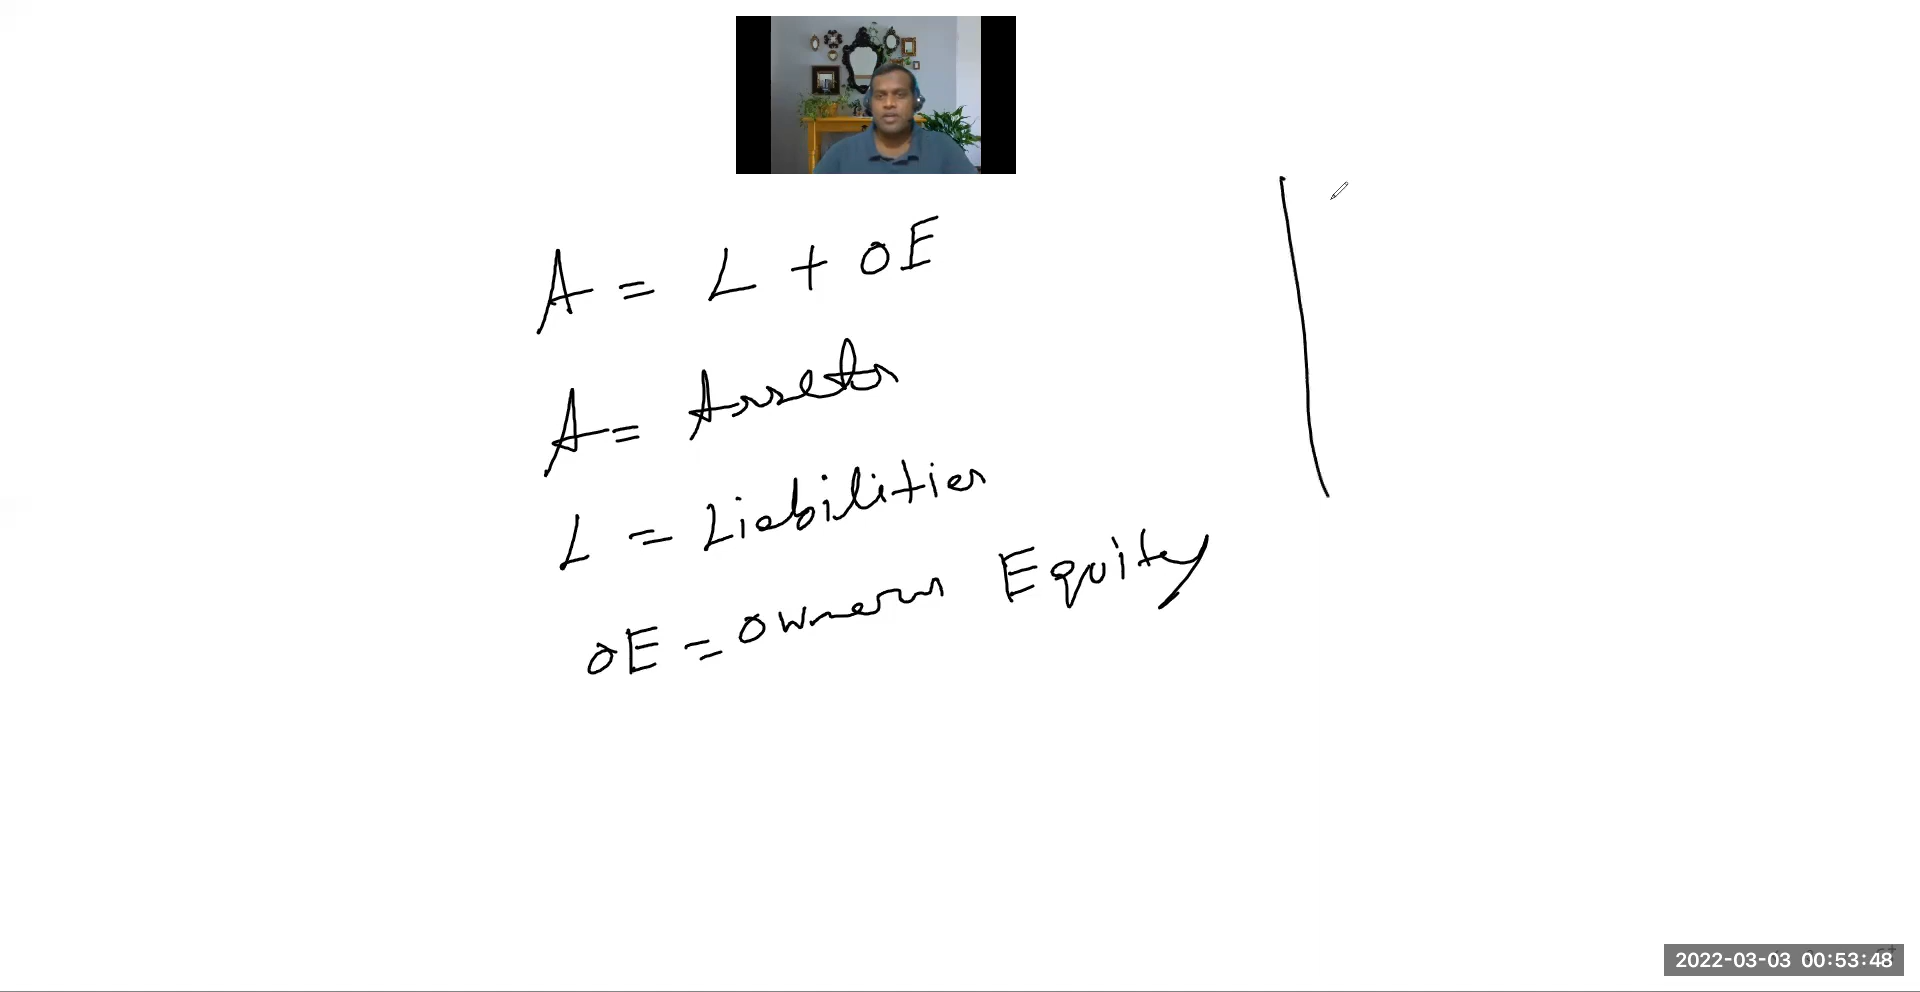 A = L + OE
A = Assets
L = Liabilities
OE = Owners Equity
2022-03-03 00:53:48